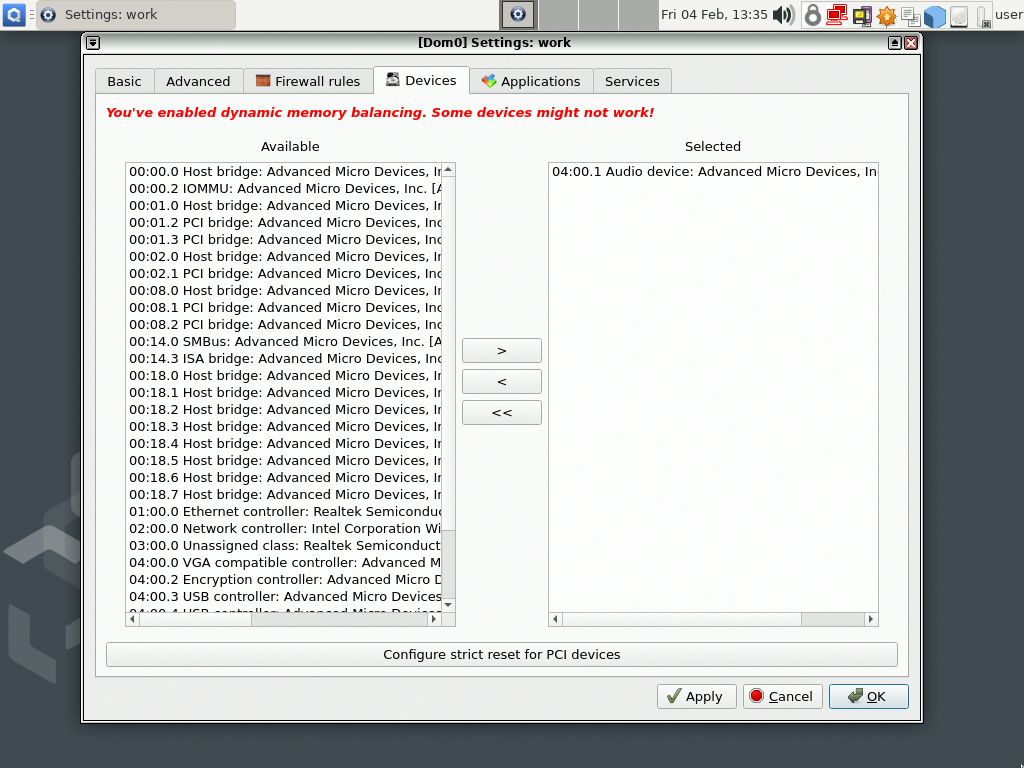 Settings: work
Fri 04 Feb, 13:35
user
[Dom0] Settings: work
Basic
Advanced
Firewall rules
Devices
Applications
Services
You've enabled dynamic memory balancing. Some devices might not work!
Available
Selected
00:00.0 Host bridge: Advanced Micro Devices, In
00:00.2 IOMMU: Advanced Micro Devices, Inc. [A
00:01.0 Host bridge: Advanced Micro Devices, In
00:01.2 PCI bridge: Advanced Micro Devices, Inc
00:01.3 PCI bridge: Advanced Micro Devices, Inc
00:02.0 Host bridge: Advanced Micro Devices, In
00:02.1 PCI bridge: Advanced Micro Devices, Inc
00:08.0 Host bridge: Advanced Micro Devices, In
00:08.1 PCI bridge: Advanced Micro Devices, Inc
00:08.2 PCI bridge: Advanced Micro Devices, Inc
00:14.0 SMBus: Advanced Micro Devices, Inc. [A
00:14.3 ISA bridge: Advanced Micro Devices, Inc
00:18.0 Host bridge: Advanced Micro Devices, In
00:18.1 Host bridge: Advanced Micro Devices, In
00:18.2 Host bridge: Advanced Micro Devices, In
00:18.3 Host bridge: Advanced Micro Devices, In
00:18.4 Host bridge: Advanced Micro Devices, In
00:18.5 Host bridge: Advanced Micro Devices, In
00:18.6 Host bridge: Advanced Micro Devices, In
00:18.7 Host bridge: Advanced Micro Devices, In
01:00.0 Ethernet controller: Realtek Semiconduc
02:00.0 Network controller: Intel Corporation Wi
03:00.0 Unassigned class: Realtek Semiconduct
04:00.0 VGA compatible controller: Advanced M
04:00.2 Encryption controller: Advanced Micro D
04:00.3 USB controller: Advanced Micro Devices
04:00.4 USB controller: Advanced Micro Devices
>
<
<<
04:00.1 Audio device: Advanced Micro Devices, In
Configure strict reset for PCI devices
Apply
Cancel
OK